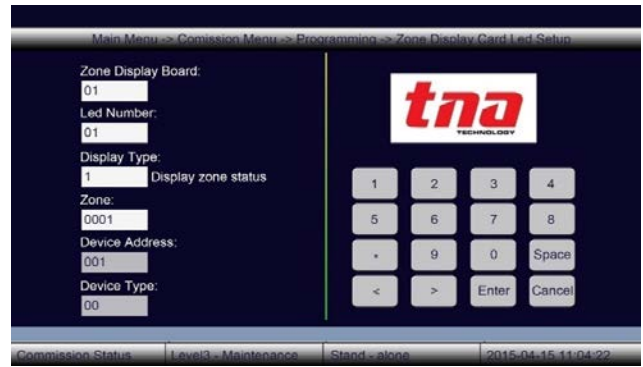 Main Menu -> Comission Menu -> Programming -> Zone Display Card Led Setup
Zone Display Board:
01
Led Number:
01
Display Type:
1 Display zone status
Zone:
0001
Device Address:
001
Device Type:
00
tna
TECHNOLOGY
1 2 3 4
5 6 7 8
* 9 0 Space
< > Enter Cancel
Commission Status Level3 - Maintenance Stand - alone 2015-04-15 11:04:22